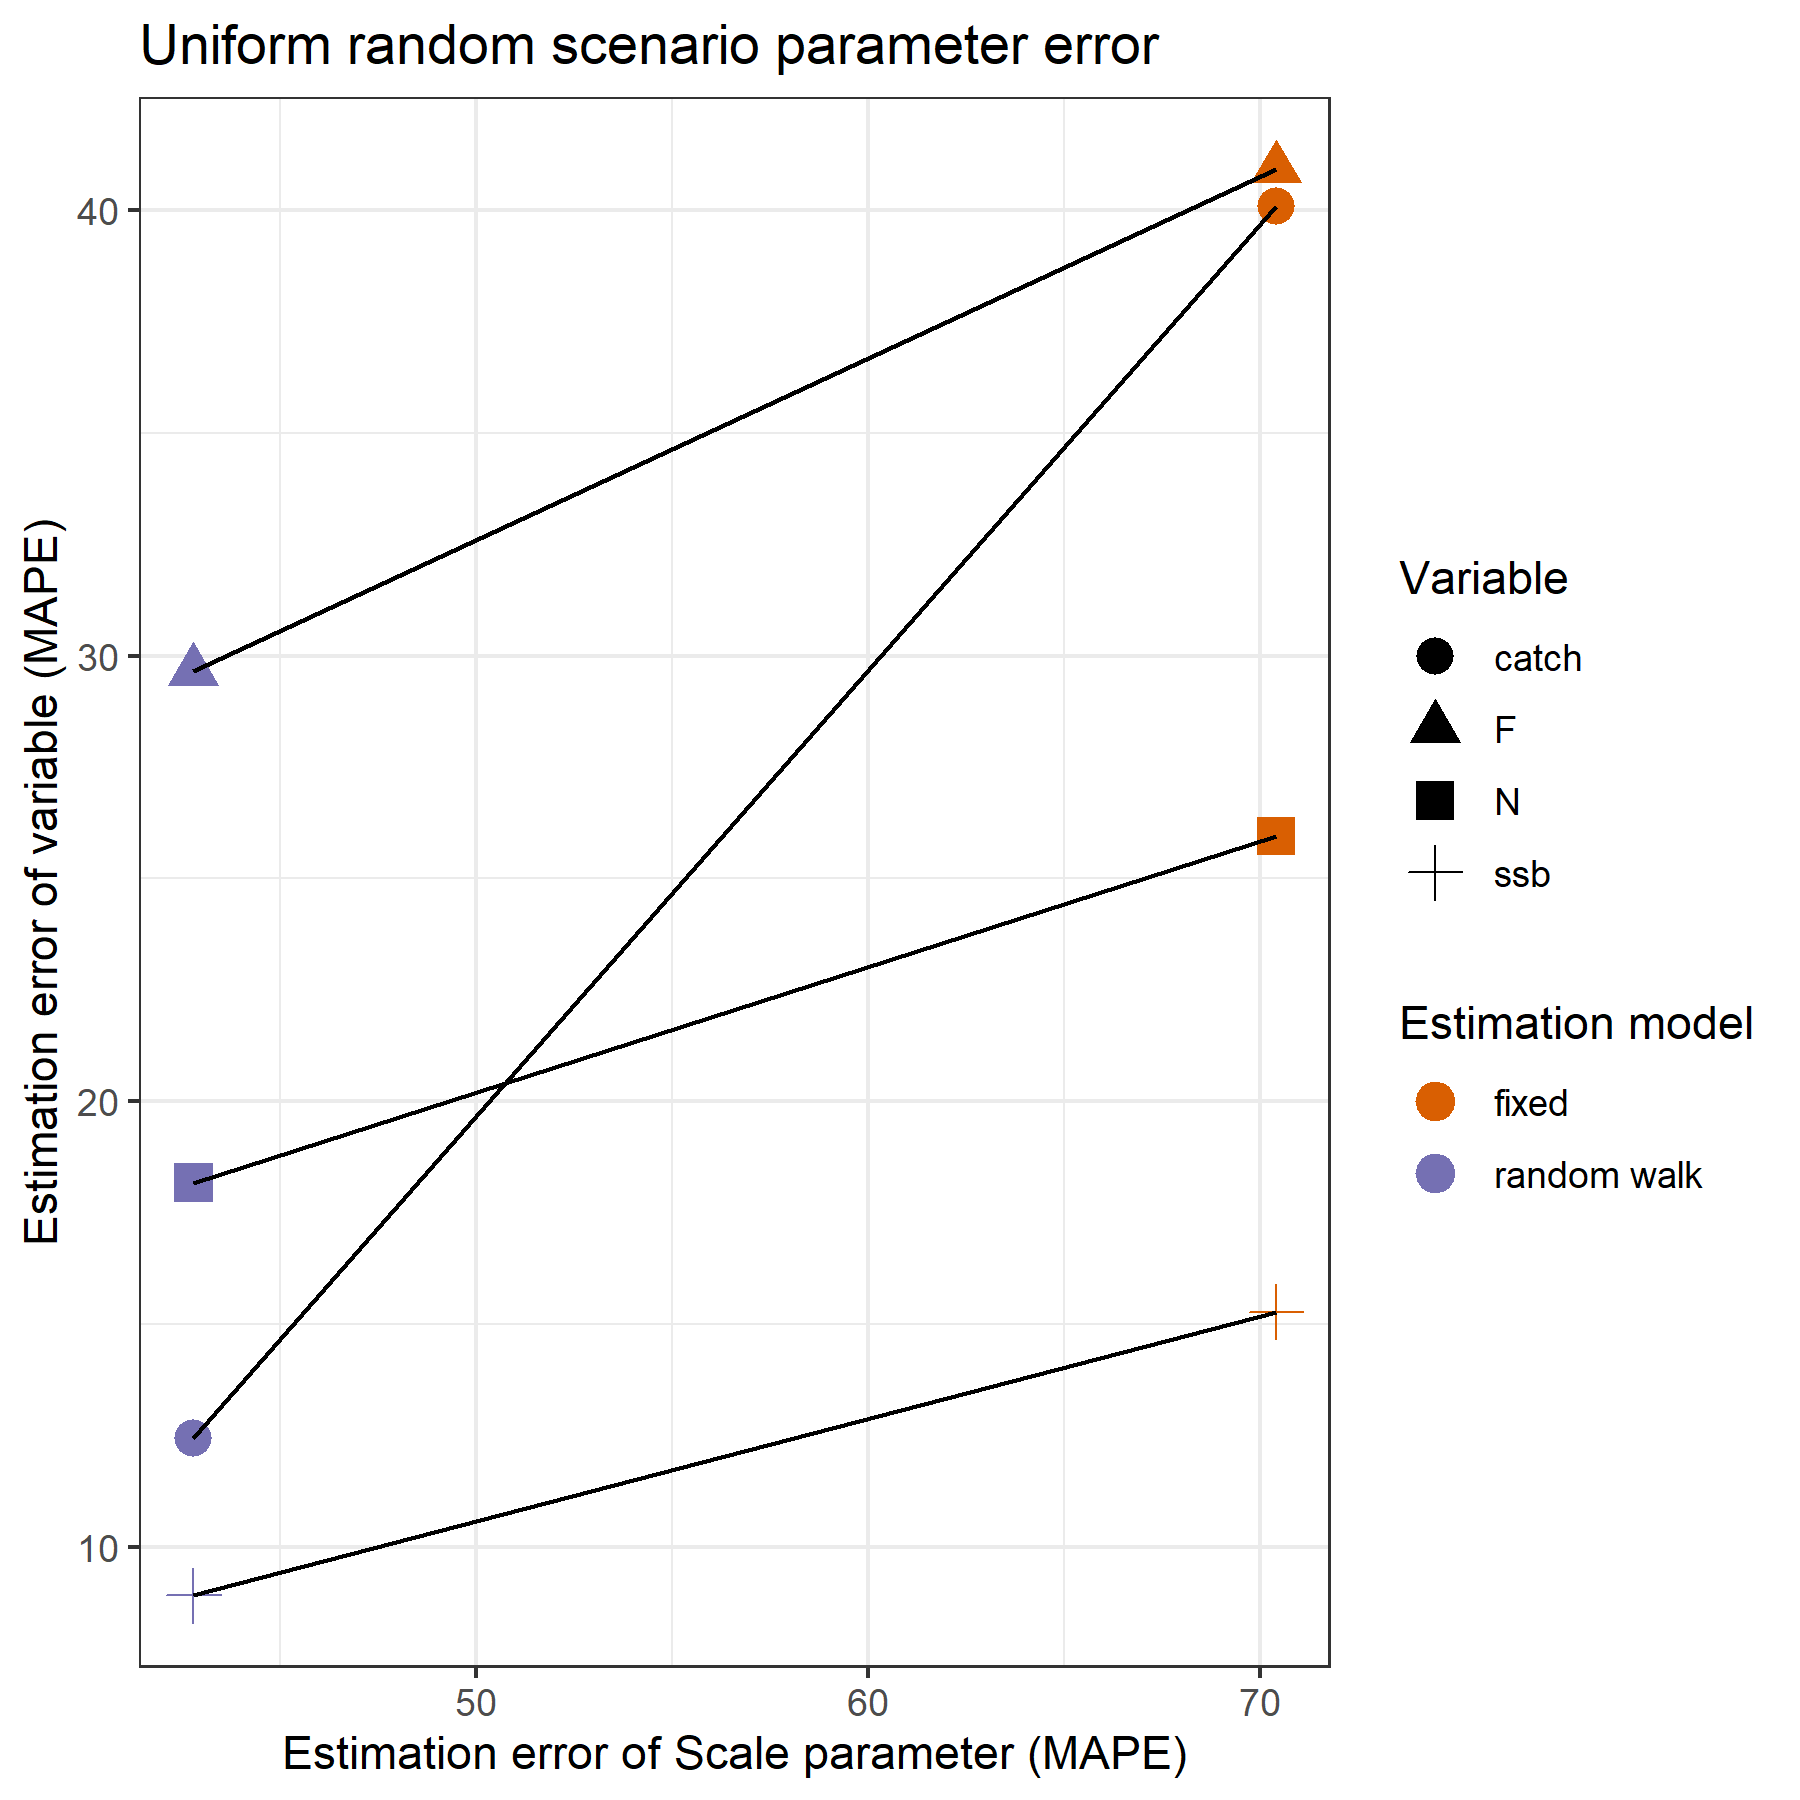 Uniform random scenario parameter error
Estimation error of variable (MAPE)
40
30
20
10
50
60
70
Estimation error of Scale parameter (MAPE)
Variable
catch
F
N
ssb
Estimation model
fixed
random walk